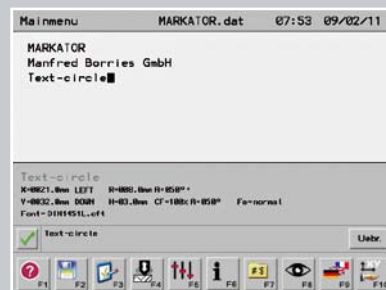 Mainmenu MARKATOR.dat 07:53 09/02/11
MARKATOR
Manfred Borries GmbH
Text-circle
Text-circle
X=0021.0mm LEFT R=008.0mm A=050°
Y=0032.0mm DOWN H=03.0mm CF=100% A=050° Fo=normal
Font=DIN1451L.cft
Text-circle
Uebr.
F1 F2 F3 F4 F5 F6 F7 F8 F9 F10